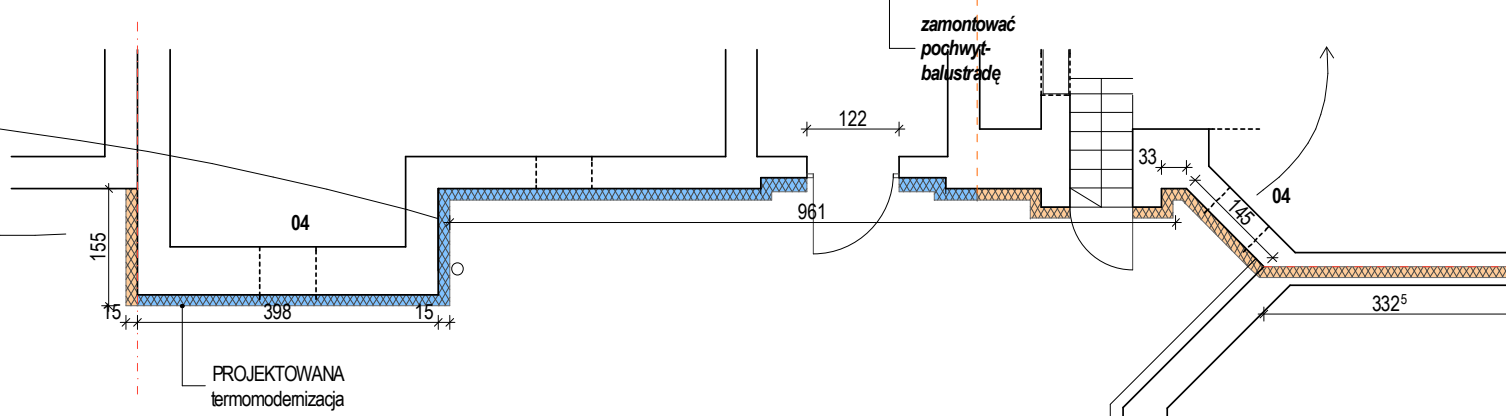 zamontować
pochwyt-
balustradę
122
33
04
145
04
961
155
15
398
15
332⁵
PROJEKTOWANA
termomodernizacja